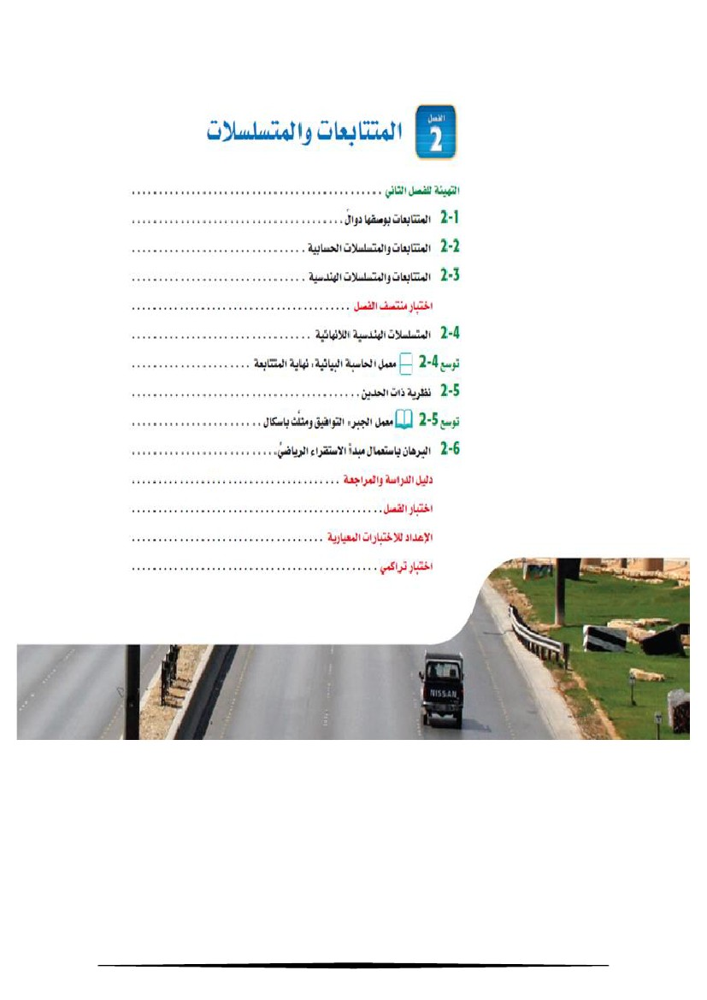 الفصل
2
المتتابعات والمتسلسلات
التهيئة للفصل الثاني ..............................................
2-1 المتتابعات بوصفها دوالّ ......................................
2-2 المتتابعات والمتسلسلات الحسابية ................................
2-3 المتتابعات والمتسلسلات الهندسية ................................
اختبار منتصف الفصل ........................................
2-4 المتسلسلات الهندسية اللانهائية .................................
توسع 2-4 معمل الحاسبة البيانية، نهاية المتتابعة ......................
2-5 نظرية ذات الحدين ..........................................
توسع 2-5 معمل الجبر، التوافيق ومثلَّث باسكال ........................
2-6 البرهان باستعمال مبدأ الاستقراء الرياضيّ ..........................
دليل الدراسة والمراجعة ......................................
اختبار الفصل ..............................................
الإعداد للاختبارات المعيارية ...................................
اختبار تراكمي .............................................
NISSAN